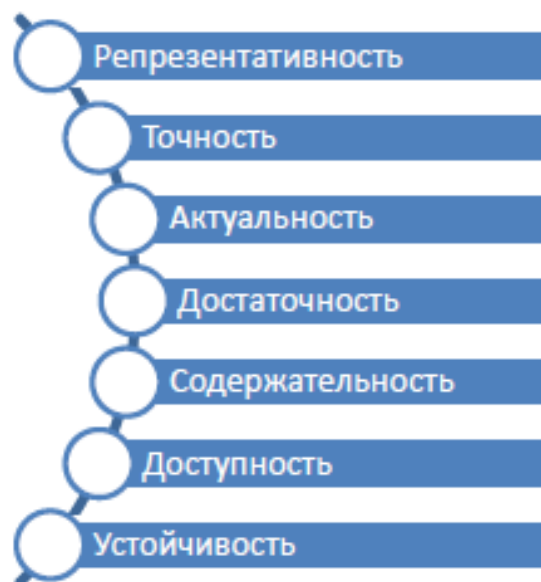 Репрезентативность
Точность
Актуальность
Достаточность
Содержательность
Доступность
Устойчивость